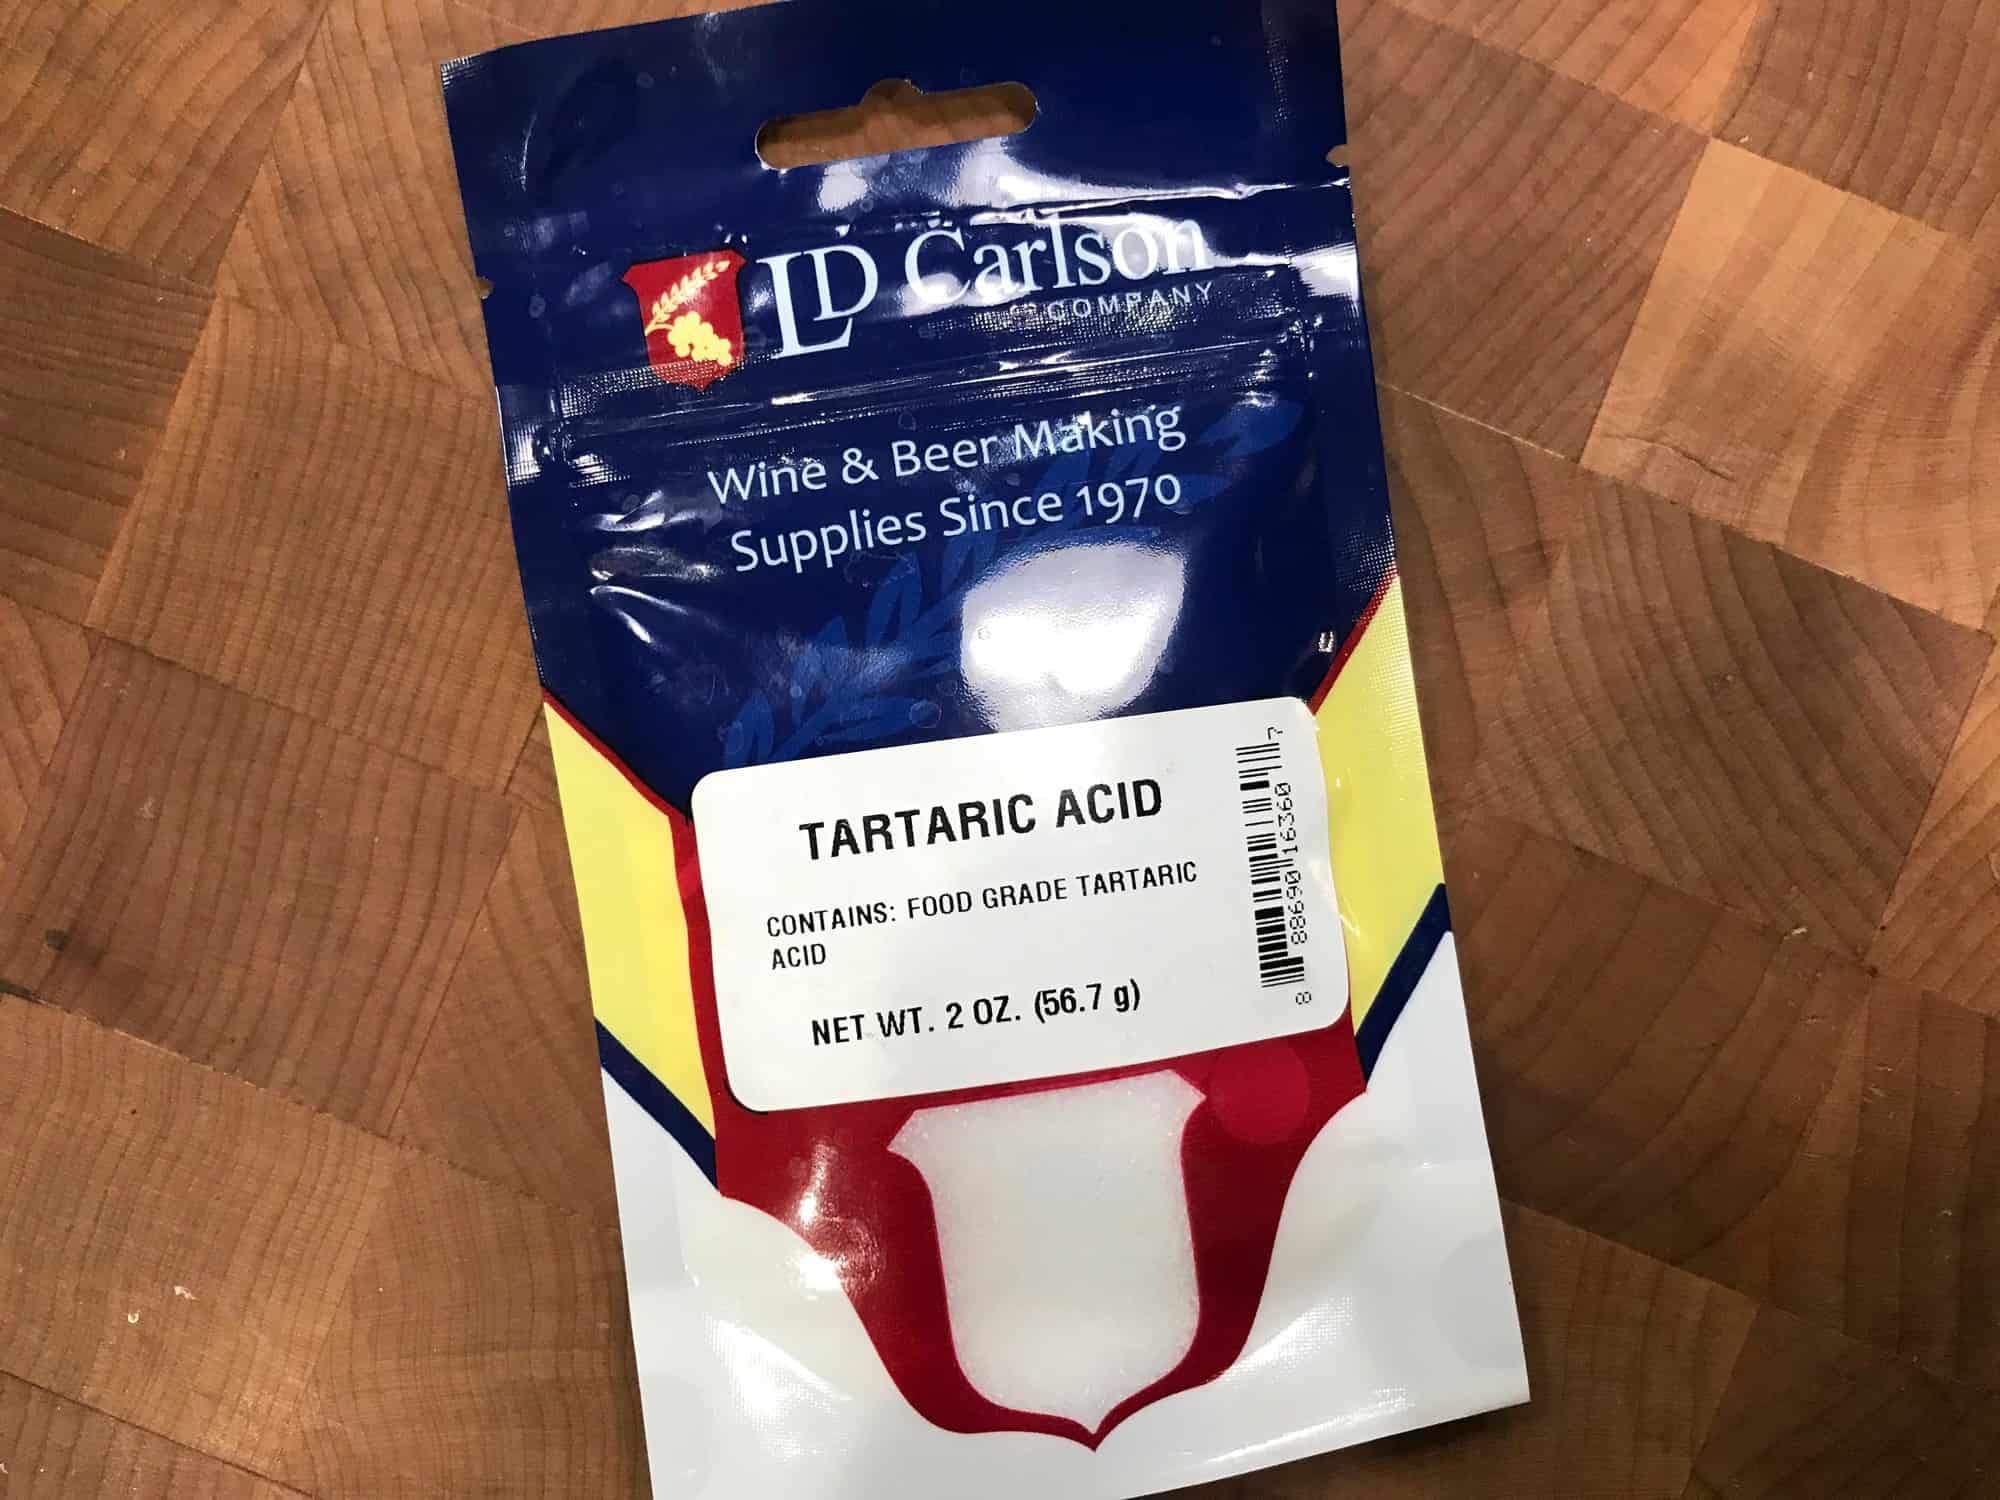 LD Carlson
COMPANY
Wine & Beer Making
Supplies Since 1970
TARTARIC ACID
CONTAINS: FOOD GRADE TARTARIC
ACID
NET WT. 2 OZ. (56.7 g)
8 88690 16360 7